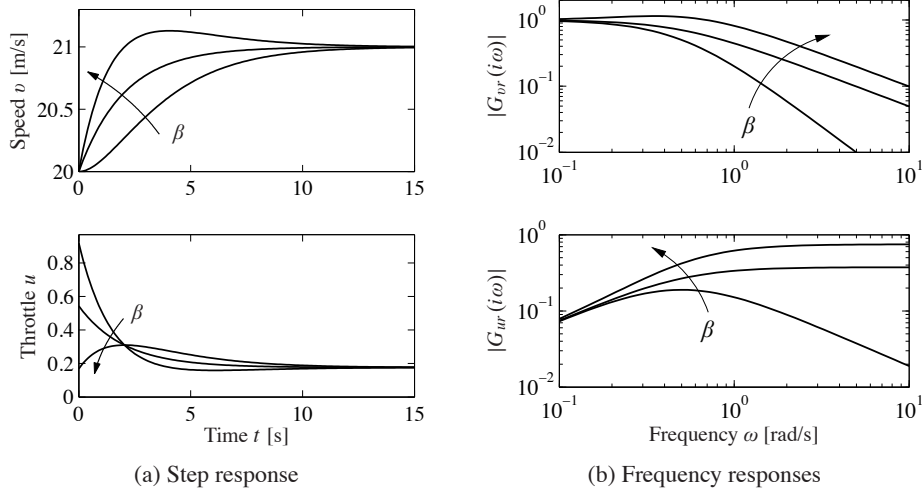 Speed v [m/s]
21
20.5
20
β
0
5
10
15
Throttle u
0.8
0.6
0.4
0.2
0
β
0
5
10
15
Time t [s]
(a) Step response
|G_vr(iω)|
10^0
10^-1
10^-2
β
10^-1
10^0
10^1
|G_ur(iω)|
10^0
10^-1
10^-2
β
10^-1
10^0
10^1
Frequency ω [rad/s]
(b) Frequency responses